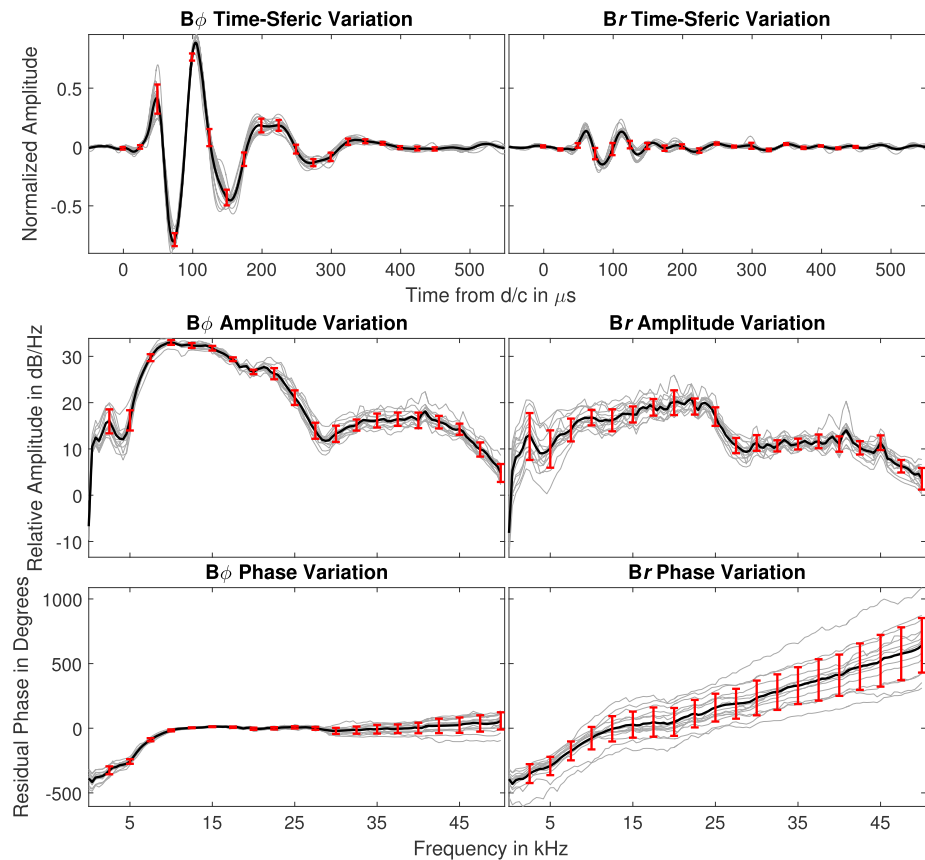 Bϕ Time-Sferic Variation
Br Time-Sferic Variation
Normalized Amplitude
0.5
0
-0.5
0 100 200 300 400 500
0 100 200 300 400 500
Time from d/c in μs
Bϕ Amplitude Variation
Br Amplitude Variation
Relative Amplitude in dB/Hz
30
20
10
0
-10
Bϕ Phase Variation
Br Phase Variation
Residual Phase in Degrees
1000
500
0
-500
5 15 25 35 45
5 15 25 35 45
Frequency in kHz